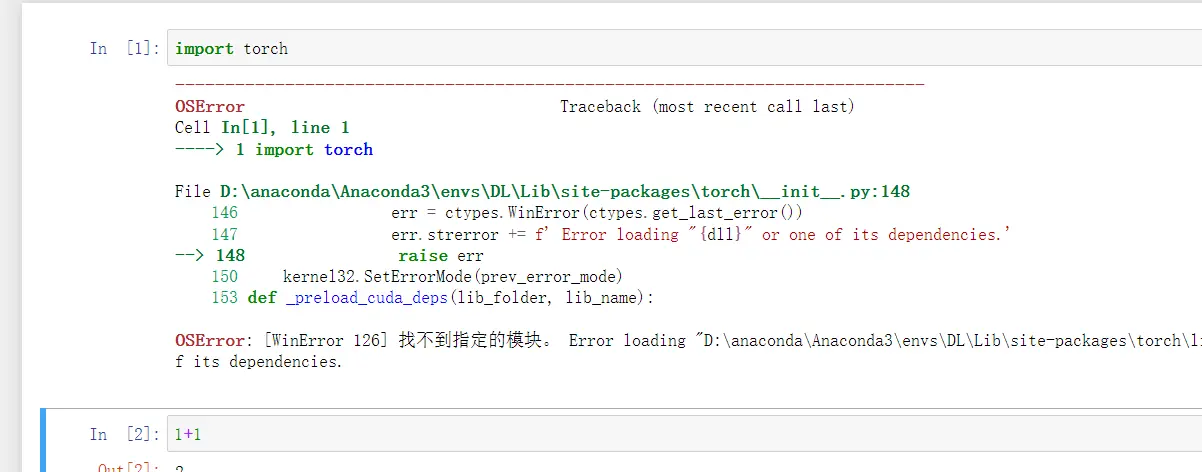 In [1]: import torch
---------------------------------------------------------------------------
OSError Traceback (most recent call last)
Cell In[1], line 1
----> 1 import torch
File D:\anaconda\Anaconda3\envs\DL\Lib\site-packages\torch\__init__.py:148
146 err = ctypes.WinError(ctypes.get_last_error())
147 err.strerror += f' Error loading "{dll}" or one of its dependencies.'
--> 148 raise err
150 kernel32.SetErrorMode(prev_error_mode)
153 def _preload_cuda_deps(lib_folder, lib_name):
OSError: [WinError 126] 找不到指定的模块。 Error loading "D:\anaconda\Anaconda3\envs\DL\Lib\site-packages\torch\l
f its dependencies.
In [2]: 1+1
Out[2]: 2